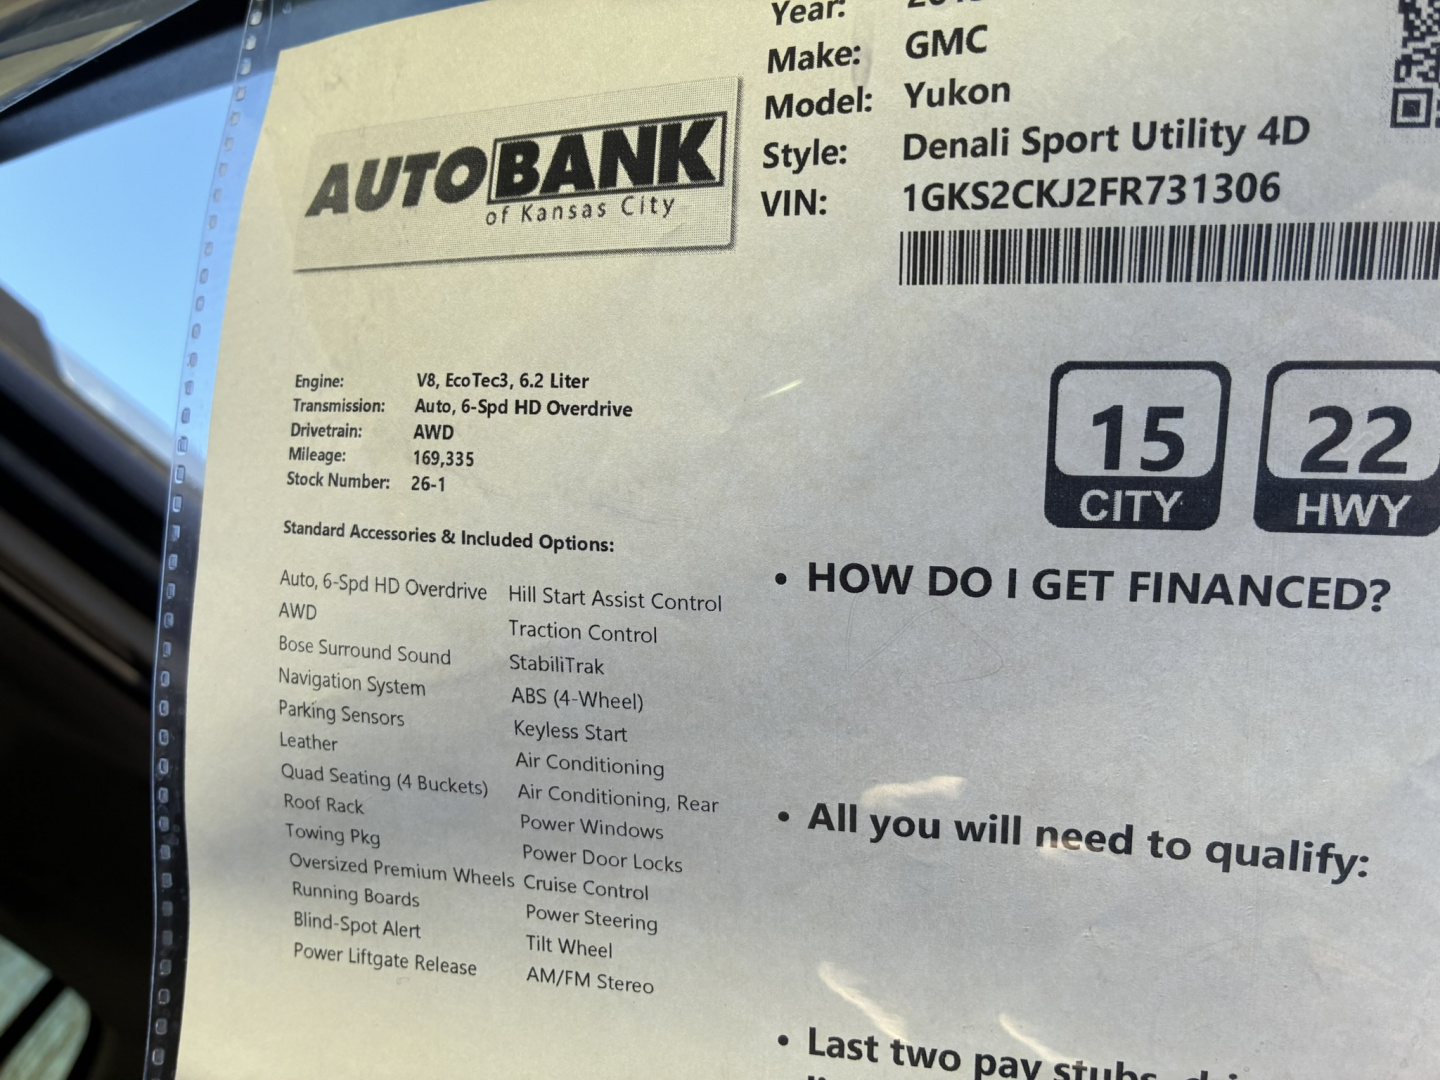 Year:
Make: GMC
Model: Yukon
Style: Denali Sport Utility 4D
VIN: 1GKS2CKJ2FR731306
AUTOBANK
of Kansas City
Engine: V8, EcoTec3, 6.2 Liter
Transmission: Auto, 6-Spd HD Overdrive
Drivetrain: AWD
Mileage: 169,335
Stock Number: 26-1
Standard Accessories & Included Options:
Auto, 6-Spd HD Overdrive
AWD
Bose Surround Sound
Navigation System
Parking Sensors
Leather
Quad Seating (4 Buckets)
Roof Rack
Towing Pkg
Oversized Premium Wheels
Running Boards
Blind-Spot Alert
Power Liftgate Release
Hill Start Assist Control
Traction Control
StabiliTrak
ABS (4-Wheel)
Keyless Start
Air Conditioning
Air Conditioning, Rear
Power Windows
Power Door Locks
Cruise Control
Power Steering
Tilt Wheel
AM/FM Stereo
15
CITY
22
HWY
• HOW DO I GET FINANCED?
• All you will need to qualify:
• Last two pay stubs,